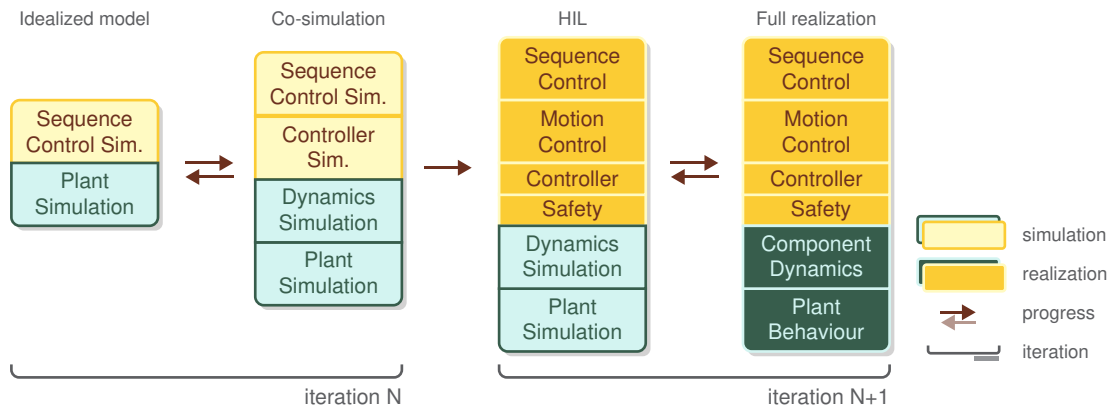 Idealized model
Co-simulation
HIL
Full realization
Sequence
Control Sim.
Plant
Simulation
Sequence
Control Sim.
Controller
Sim.
Dynamics
Simulation
Plant
Simulation
Sequence
Control
Motion
Control
Controller
Safety
Dynamics
Simulation
Plant
Simulation
Sequence
Control
Motion
Control
Controller
Safety
Component
Dynamics
Plant
Behaviour
simulation
realization
progress
iteration
iteration N
iteration N+1